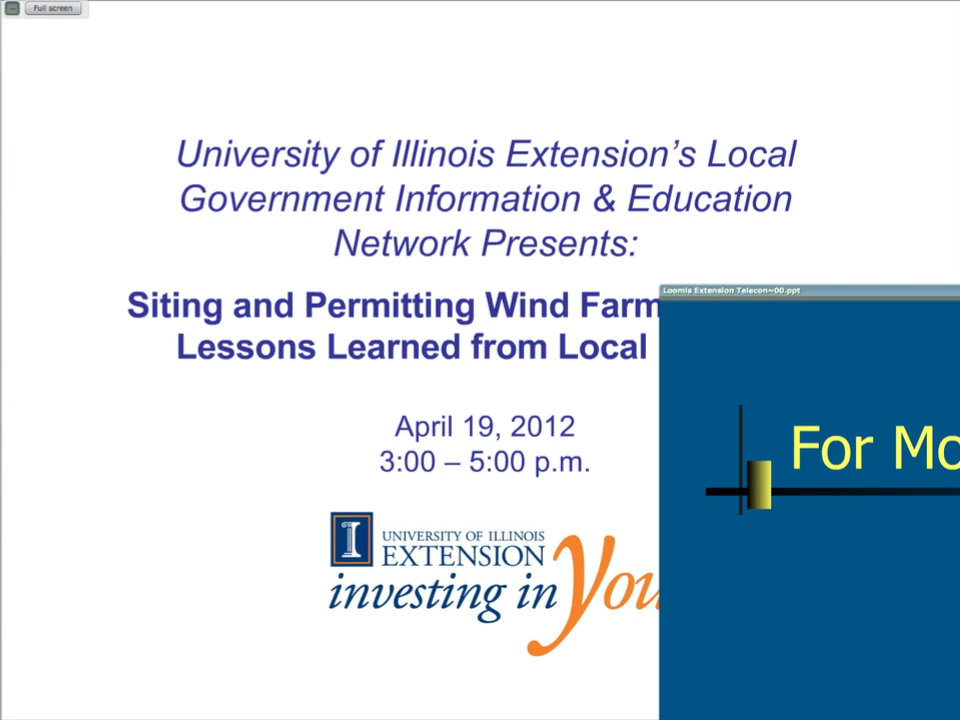 Full screen
University of Illinois Extension’s Local
Government Information & Education
Network Presents:
Siting and Permitting Wind Farm
Lessons Learned from Local
Loomis Extension Telecon~00.ppt
April 19, 2012
3:00 – 5:00 p.m.
For Mo
I
UNIVERSITY OF ILLINOIS
EXTENSION
investing in you